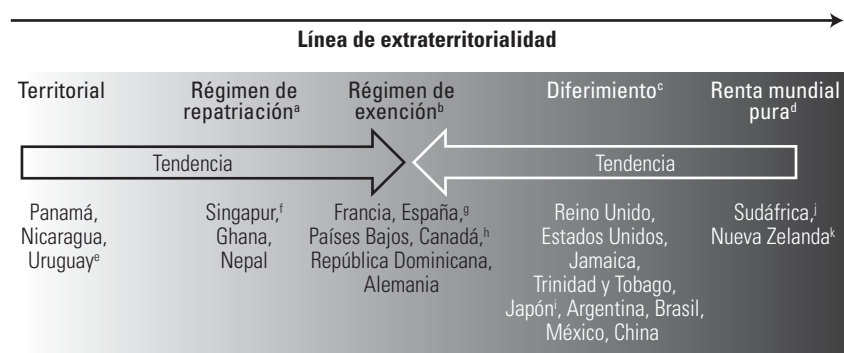 Línea de extraterritorialidad
Territorial
Régimen de
repatriaciónᵃ
Régimen de
exenciónᵇ
Diferimientoᶜ
Renta mundial
puraᵈ
Tendencia
Tendencia
Panamá,
Nicaragua,
Uruguayᵉ
Singapur,ᶠ
Ghana,
Nepal
Francia, España,ᵍ
Países Bajos, Canadá,ʰ
República Dominicana,
Alemania
Reino Unido,
Estados Unidos,
Jamaica,
Trinidad y Tobago,
Japónⁱ, Argentina, Brasil,
México, China
Sudáfrica,ʲ
Nueva Zelandaᵏ